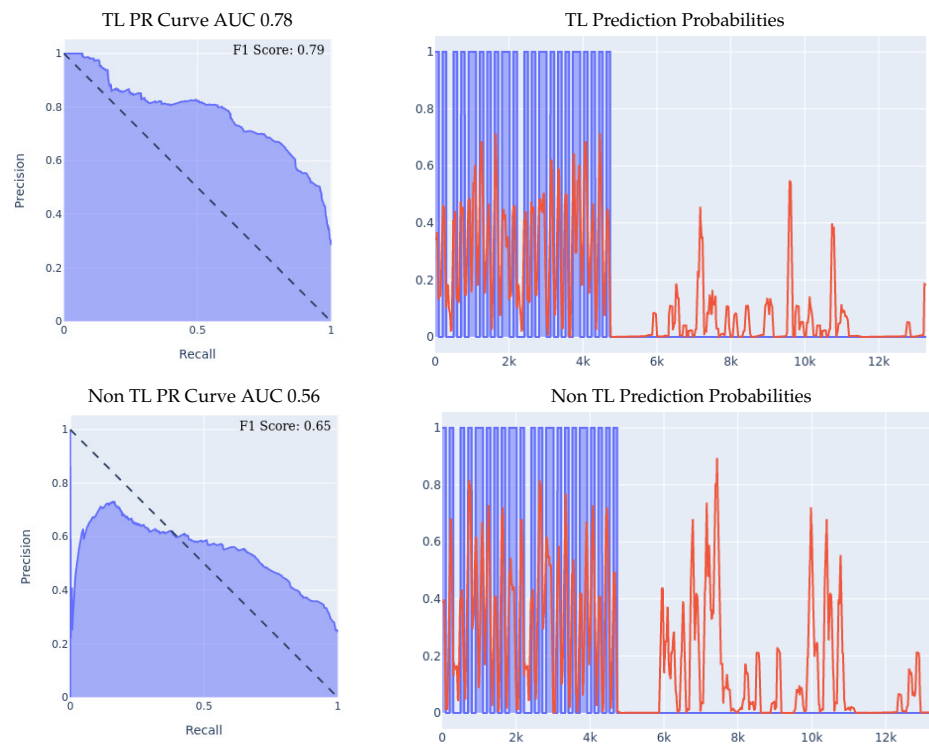 TL PR Curve AUC 0.78
F1 Score: 0.79
1
0.8
0.6
0.4
0.2
0
Precision
0
0.5
1
Recall
TL Prediction Probabilities
1
0.8
0.6
0.4
0.2
0
0
2k
4k
6k
8k
10k
12k
Non TL PR Curve AUC 0.56
F1 Score: 0.65
1
0.8
0.6
0.4
0.2
0
Precision
0
0.5
1
Recall
Non TL Prediction Probabilities
1
0.8
0.6
0.4
0.2
0
0
2k
4k
6k
8k
10k
12k